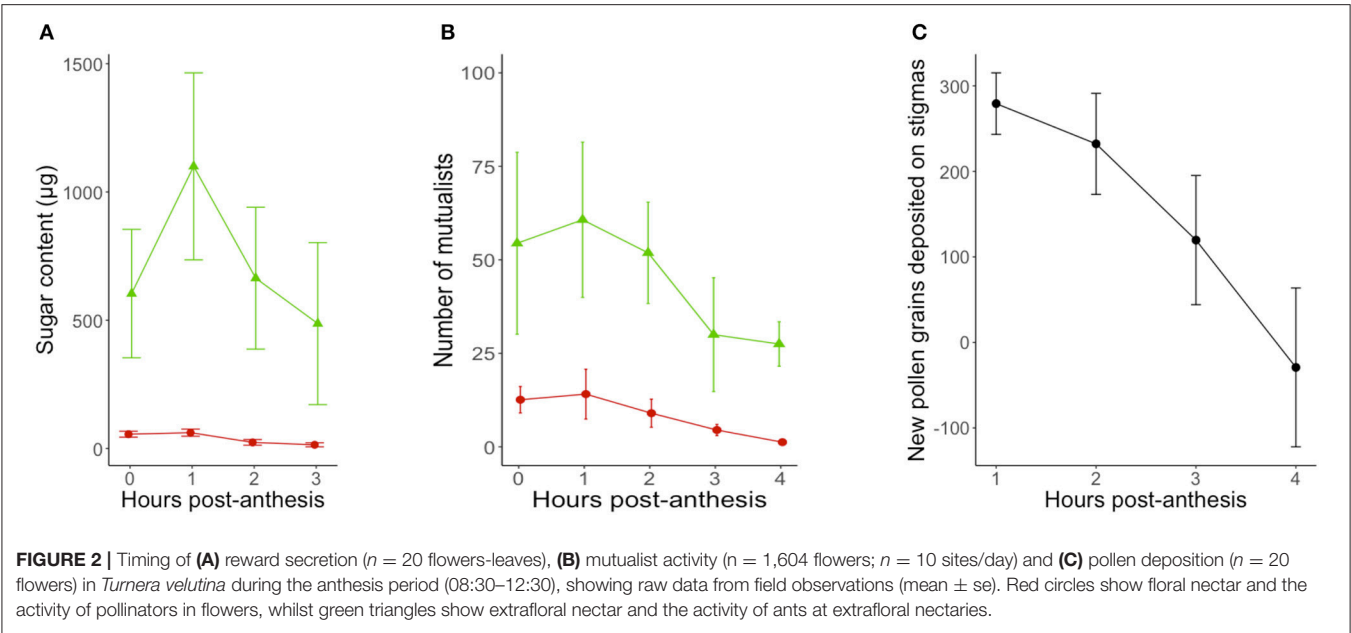 A
B
C
1500
1000
500
0
Sugar content (µg)
0 1 2 3
Hours post-anthesis
100
75
50
25
0
Number of mutualists
0 1 2 3 4
Hours post-anthesis
300
200
100
0
-100
New pollen grains deposited on stigmas
1 2 3 4
Hours post-anthesis
FIGURE 2 | Timing of (A) reward secretion (n = 20 flowers-leaves), (B) mutualist activity (n = 1,604 flowers; n = 10 sites/day) and (C) pollen deposition (n = 20
flowers) in Turnera velutina during the anthesis period (08:30–12:30), showing raw data from field observations (mean ± se). Red circles show floral nectar and the
activity of pollinators in flowers, whilst green triangles show extrafloral nectar and the activity of ants at extrafloral nectaries.